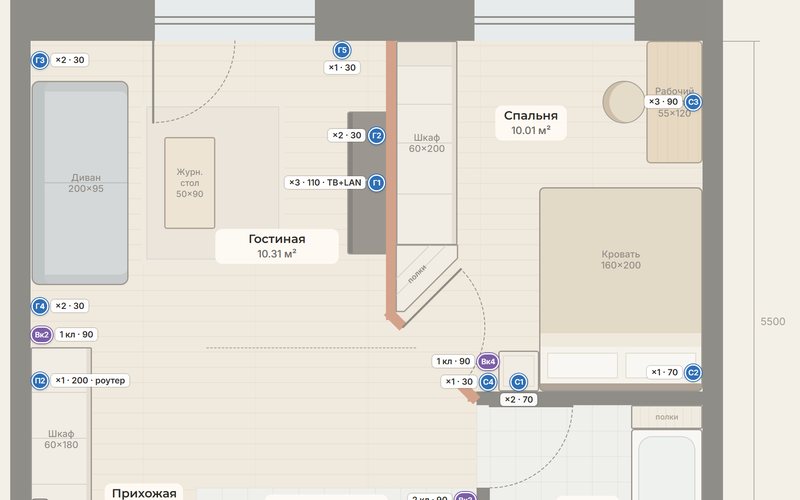 Г3 ×2 · 30
Г5
×1 · 30
Рабочий
×3 · 90 С3
55×120
Спальня
10.01 м²
Шкаф
60×200
×2 · 30 Г2
Журн.
стол
50×90
Диван
200×95
×3 · 110 · ТВ+LAN Г1
Гостиная
10.31 м²
Кровать
160×200
полки
Г4 ×2 · 30
Вк2 1 кл · 90
5500
1 кл · 90 Вк4
П2 ×1 · 200 · роутер
×1 · 30 С4
С1
×2 · 70
×1 · 70 С2
полки
Шкаф
60×180
Прихожая
2 кл · 90